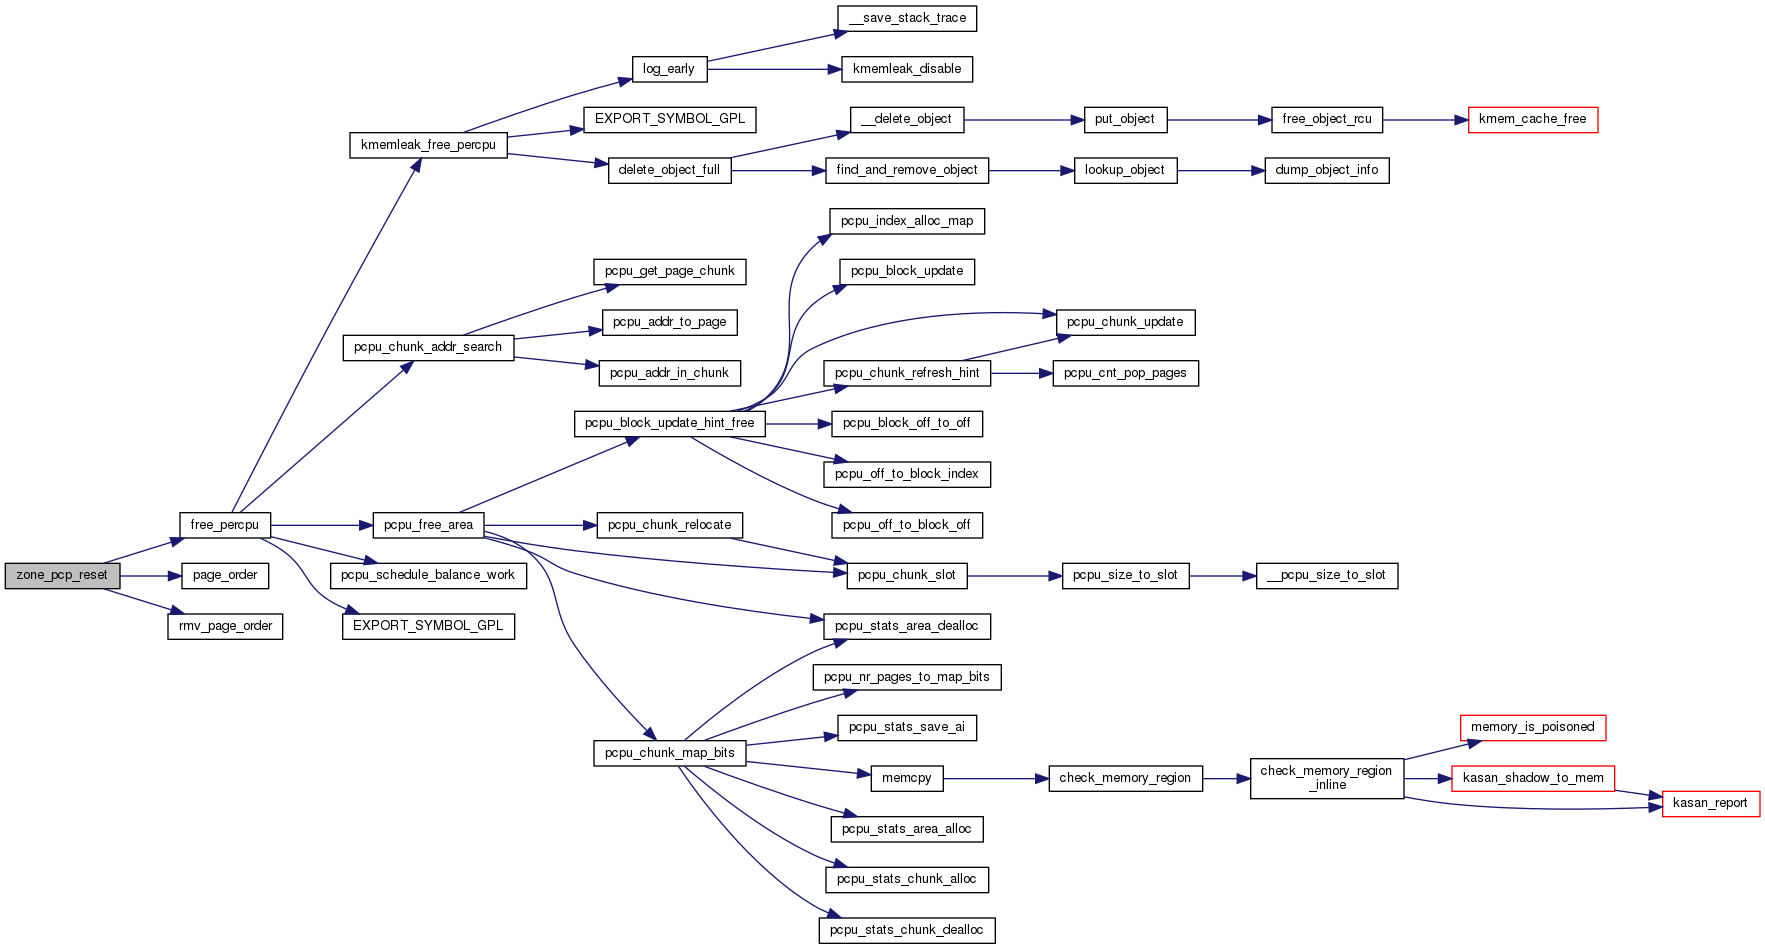 __save_stack_trace
log_early
kmemleak_disable
EXPORT_SYMBOL_GPL
__delete_object
put_object
free_object_rcu
kmem_cache_free
kmemleak_free_percpu
delete_object_full
find_and_remove_object
lookup_object
dump_object_info
pcpu_index_alloc_map
pcpu_get_page_chunk
pcpu_block_update
pcpu_addr_to_page
pcpu_chunk_update
pcpu_chunk_addr_search
pcpu_addr_in_chunk
pcpu_chunk_refresh_hint
pcpu_cnt_pop_pages
pcpu_block_update_hint_free
pcpu_block_off_to_off
pcpu_off_to_block_index
free_percpu
pcpu_free_area
pcpu_chunk_relocate
pcpu_off_to_block_off
zone_pcp_reset
page_order
pcpu_schedule_balance_work
pcpu_chunk_slot
pcpu_size_to_slot
__pcpu_size_to_slot
rmv_page_order
EXPORT_SYMBOL_GPL
pcpu_stats_area_dealloc
pcpu_nr_pages_to_map_bits
pcpu_stats_save_ai
memory_is_poisoned
pcpu_chunk_map_bits
memcpy
check_memory_region
check_memory_region
_inline
kasan_shadow_to_mem
kasan_report
pcpu_stats_area_alloc
pcpu_stats_chunk_alloc
pcpu_stats_chunk_dealloc